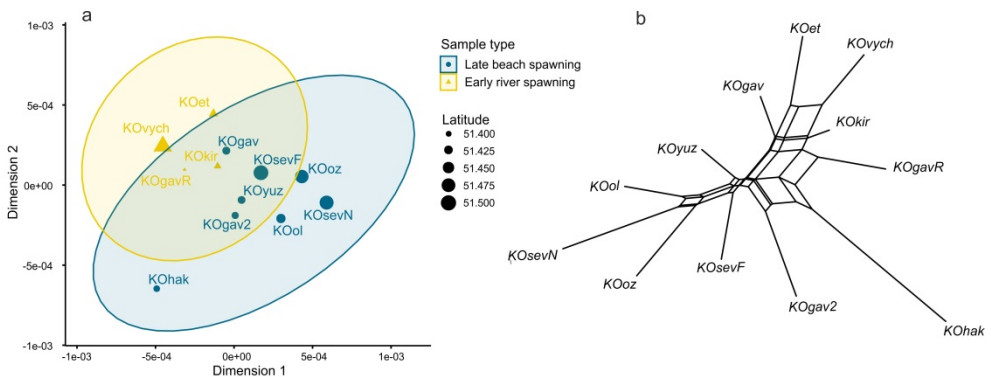 a
Dimension 2
1e-03
5e-04
0e+00
-5e-04
-1e-03
-1e-03
-5e-04
0e+00
5e-04
1e-03
Dimension 1
KOet
KOvych
KOgav
KOkir
KOgavR
KOsevF
KOoz
KOyuz
KOgav2
KOol
KOsevN
KOhak
Sample type
Late beach spawning
Early river spawning
Latitude
51.400
51.425
51.450
51.475
51.500
b
KOet
KOvych
KOgav
KOkir
KOyuz
KOgavR
KOol
KOsevN
KOoz
KOsevF
KOgav2
KOhak